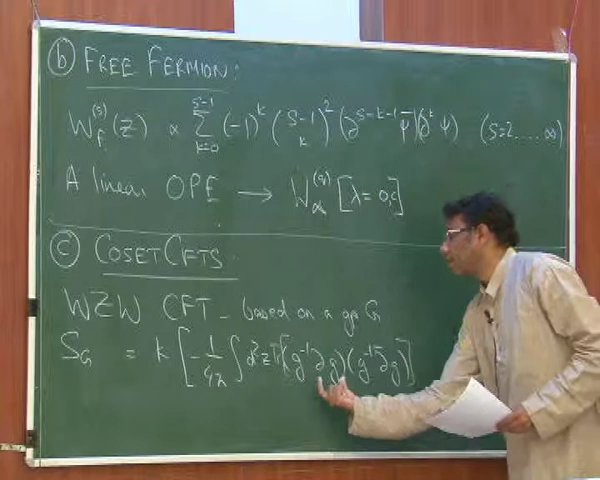 (b) FREE FERMION:
W_F^{(s)}(z) ∝ Σ_{k=0}^{s-1} (-1)^k (s-1 k)^2 (∂^{s-k-1} ψ̄)(∂^k ψ) (s=2....∞)
A linear OPE → W_∞^{(s)} [λ=0,c]
(c) COSET CFTS
WZW CFT - based on a gp G
S_G = k [-1/4π ∫ d²z Tr(g^{-1}∂g)(g^{-1}∂̄g)]